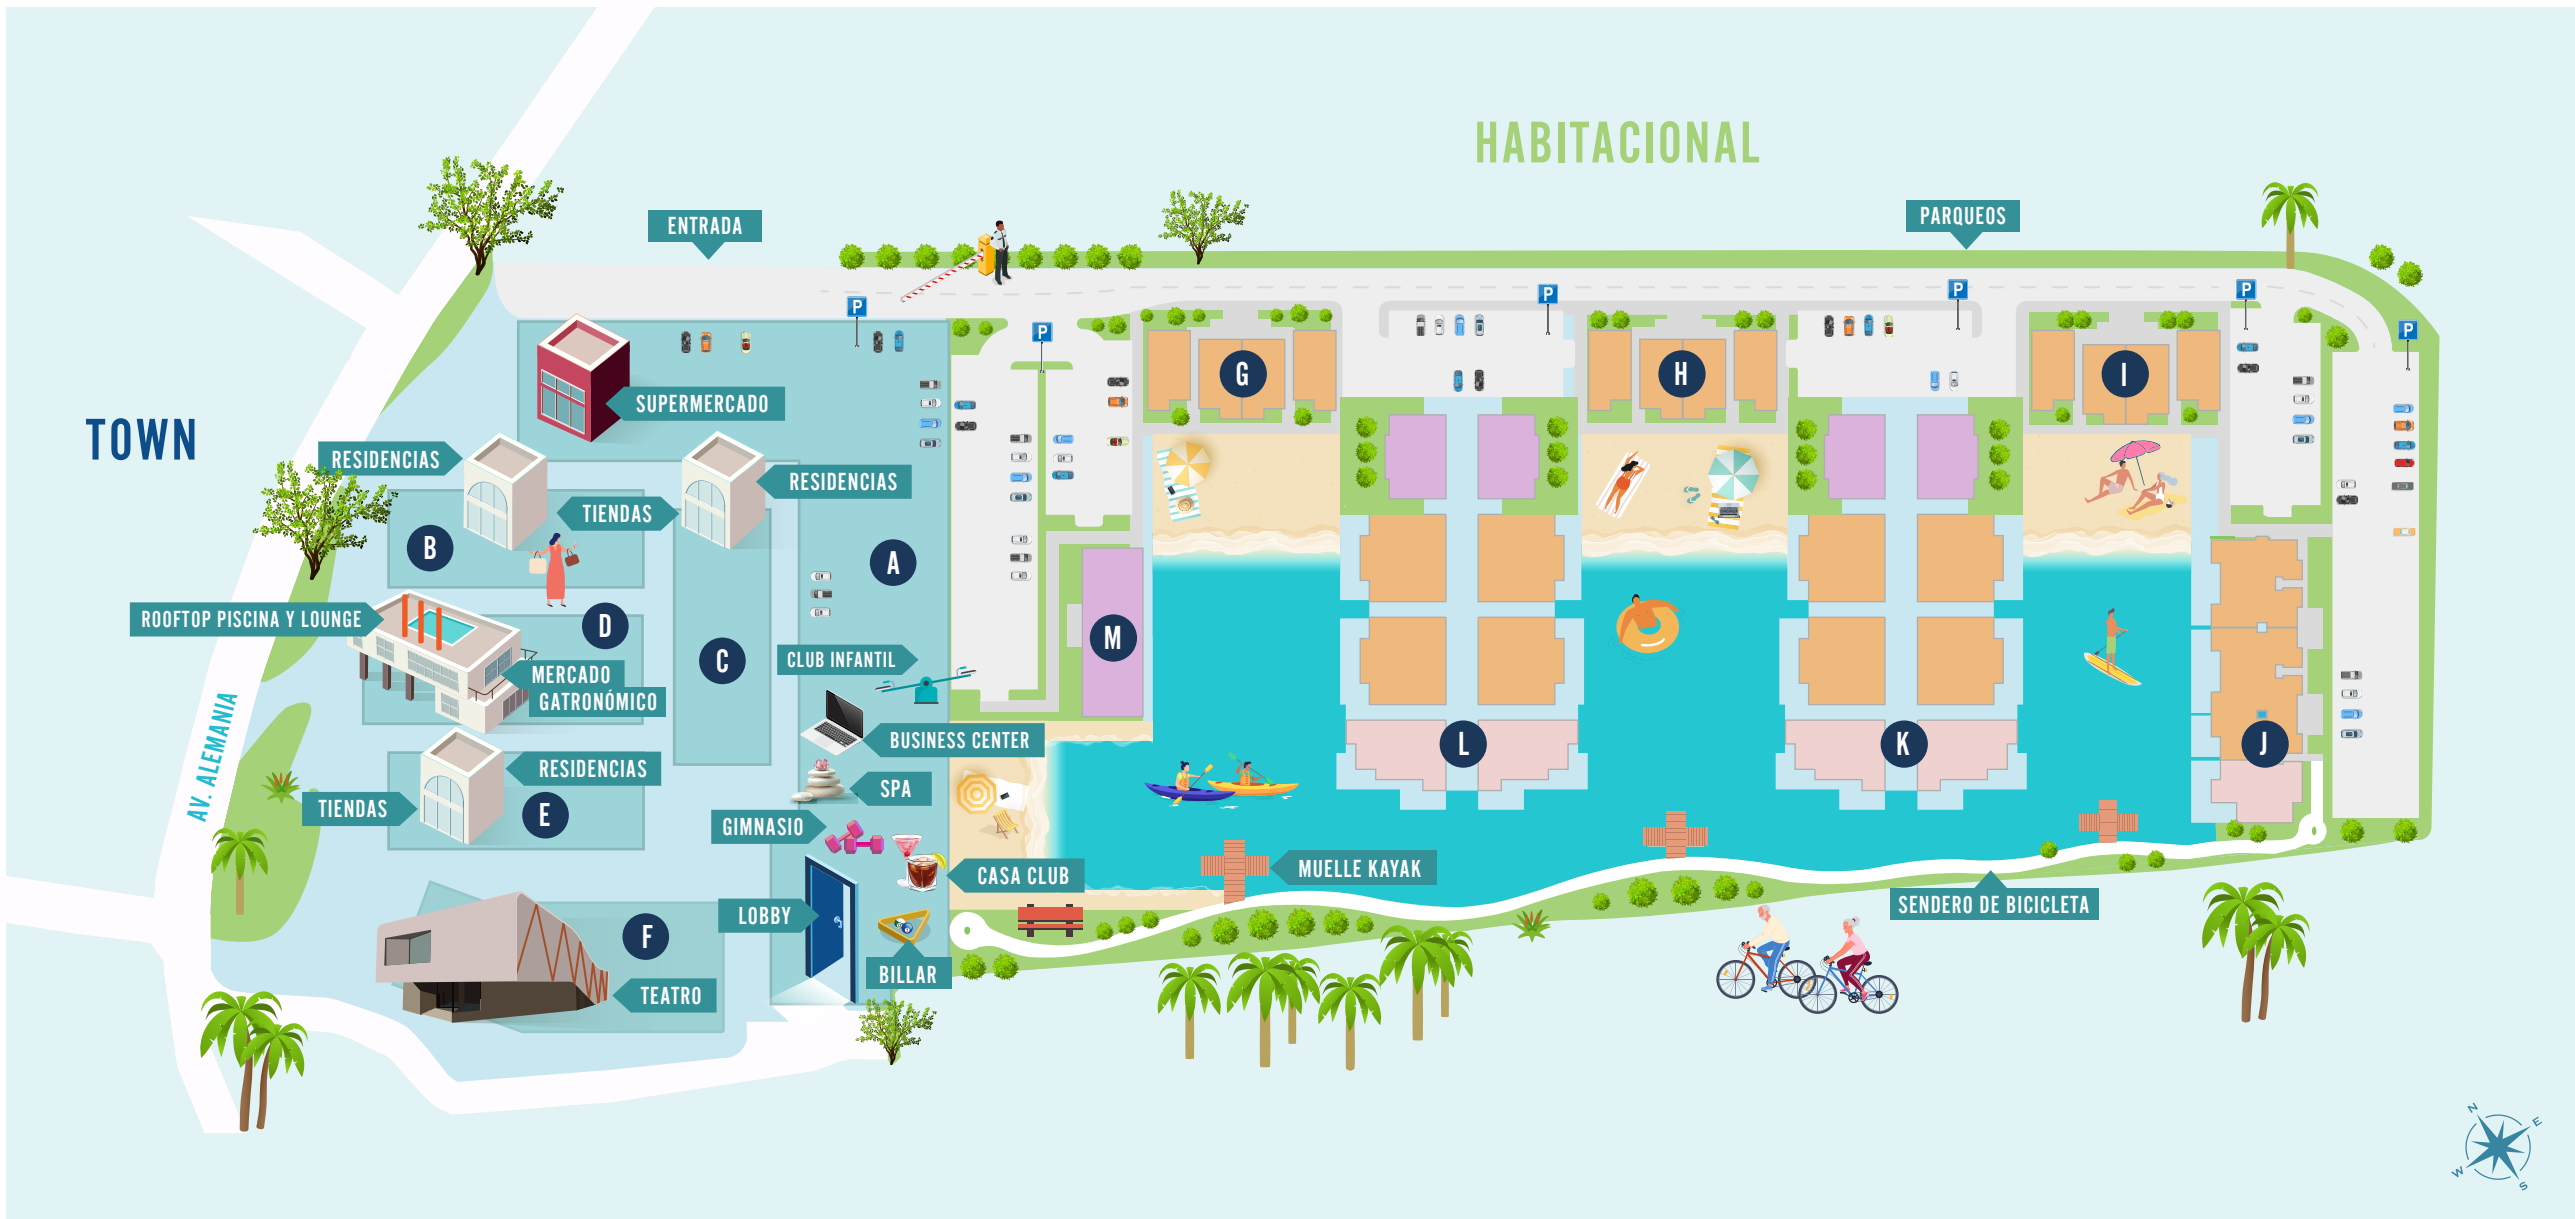 HABITACIONAL
ENTRADA
PARQUEOS
P
P
P
P
P
P
SUPERMERCADO
G
H
I
TOWN
RESIDENCIAS
RESIDENCIAS
TIENDAS
B
A
ROOFTOP PISCINA Y LOUNGE
D
M
CLUB INFANTIL
C
MERCADO
GATRONÓMICO
AV. ALEMANIA
BUSINESS CENTER
L
K
J
RESIDENCIAS
SPA
TIENDAS
E
GIMNASIO
CASA CLUB
MUELLE KAYAK
LOBBY
SENDERO DE BICICLETA
F
BILLAR
TEATRO
N
E
W
S